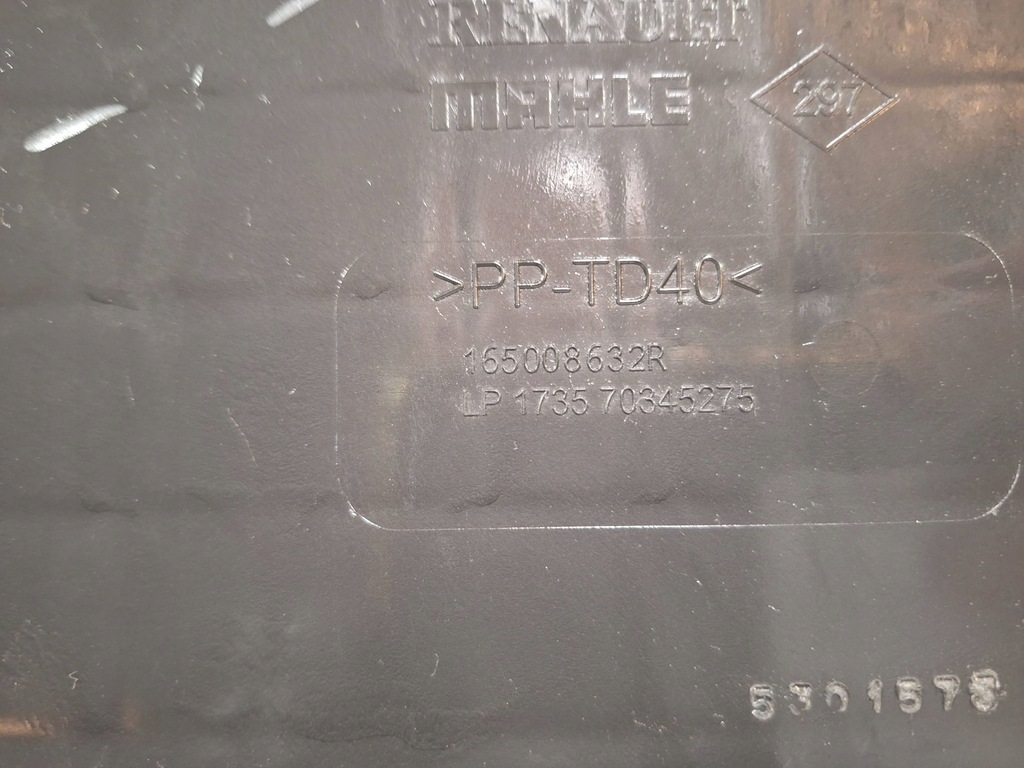 RENAULT
MAHLE
297
>PP-TD40<
165008632R
LP 1735 70345275